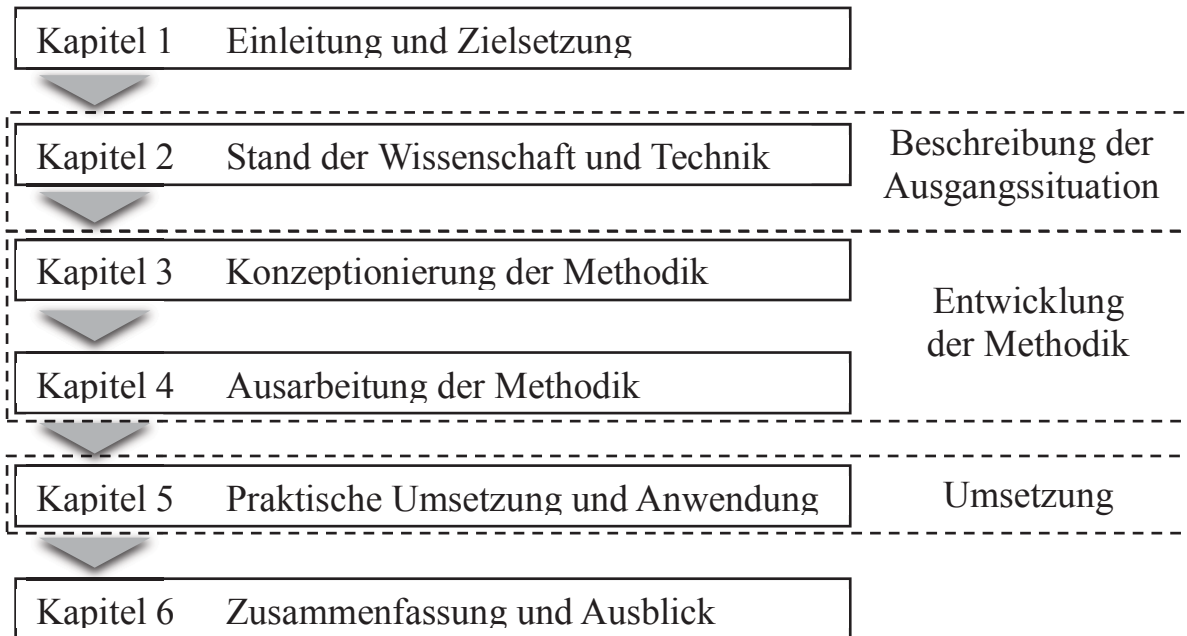 Kapitel 1 Einleitung und Zielsetzung
Kapitel 2 Stand der Wissenschaft und Technik
Beschreibung der
Ausgangssituation
Kapitel 3 Konzeptionierung der Methodik
Entwicklung
der Methodik
Kapitel 4 Ausarbeitung der Methodik
Kapitel 5 Praktische Umsetzung und Anwendung
Umsetzung
Kapitel 6 Zusammenfassung und Ausblick